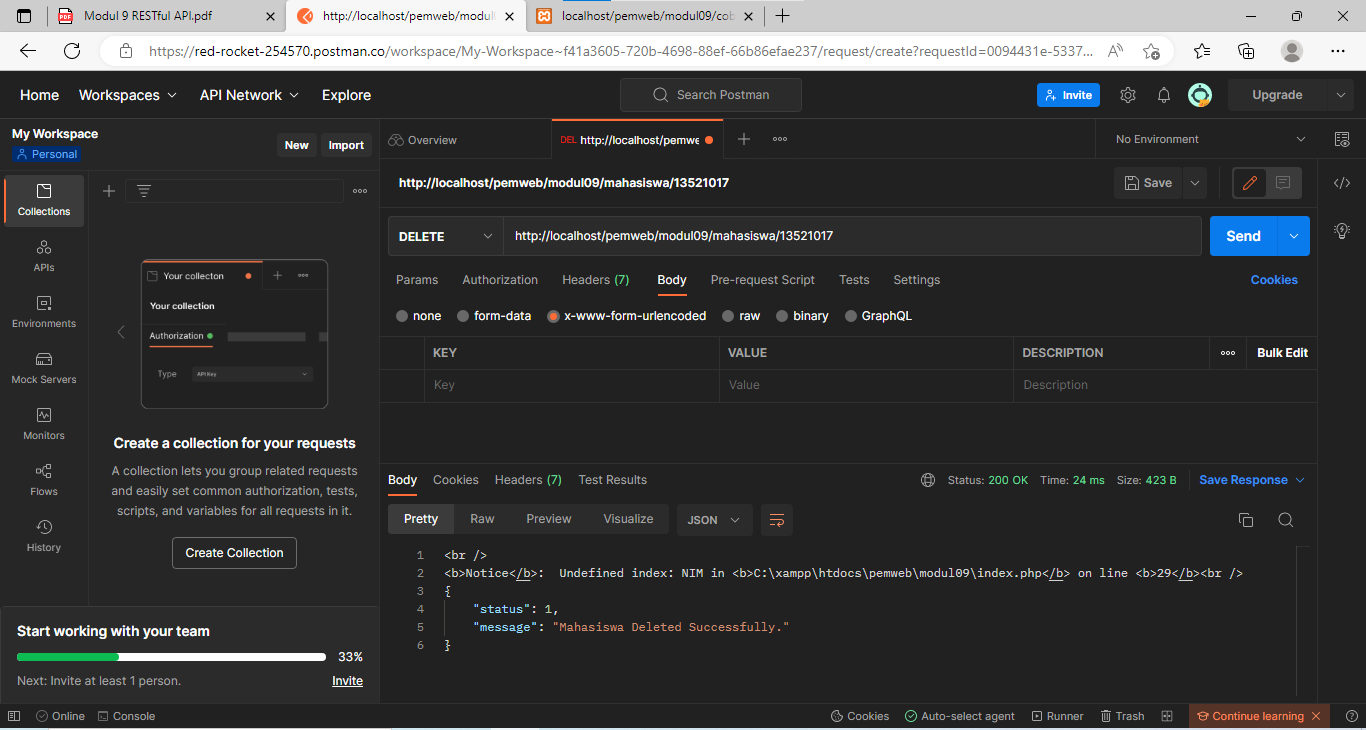 Modul 9 RESTful API.pdf
http://localhost/pemweb/modul
localhost/pemweb/modul09/cob
https://red-rocket-254570.postman.co/workspace/My-Workspace~f41a3605-720b-4698-88ef-66b86efae237/request/create?requestId=0094431e-5337...
Home Workspaces API Network Explore
Search Postman
Invite
Upgrade
My Workspace
Personal
New Import
Overview
DEL http://localhost/pemwe
No Environment
http://localhost/pemweb/modul09/mahasiswa/13521017
Save
DELETE http://localhost/pemweb/modul09/mahasiswa/13521017
Send
Params Authorization Headers (7) Body Pre-request Script Tests Settings
Cookies
none form-data x-www-form-urlencoded raw binary GraphQL
KEY VALUE DESCRIPTION Bulk Edit
Key Value Description
Collections
APIs
Environments
Mock Servers
Monitors
Flows
History
Your collecton
Your collection
Authorization
Type API Key
Create a collection for your requests
A collection lets you group related requests
and easily set common authorization, tests,
scripts, and variables for all requests in it.
Create Collection
Start working with your team
33%
Next: Invite at least 1 person.
Invite
Body Cookies Headers (7) Test Results
Status: 200 OK Time: 24 ms Size: 423 B Save Response
Pretty Raw Preview Visualize JSON
1 <br />
2 <b>Notice</b>:  Undefined index: NIM in <b>C:\xampp\htdocs\pemweb\modul09\index.php</b> on line <b>29</b><br />
3 {
4 "status": 1,
5 "message": "Mahasiswa Deleted Successfully."
6 }
Online Console
Cookies Auto-select agent Runner Trash
Continue learning